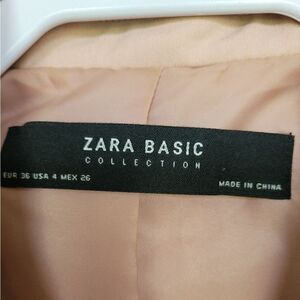 ZARA BASIC
COLLECTION
EUR 36 USA 4 MEX 26
MADE IN CHINA